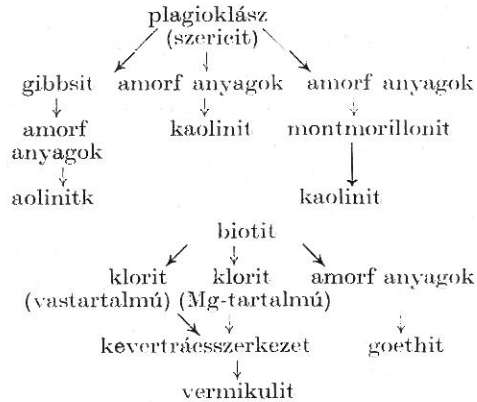 plagioklász
(szericit)
gibbsit amorf anyagok amorf anyagok
amorf kaolinit montmorillonit
anyagok
aolinitk kaolinit
biotit
klorit klorit amorf anyagok
(vastartalmú) (Mg-tartalmú)
kevertrácsszerkezet goethit
vermikulit